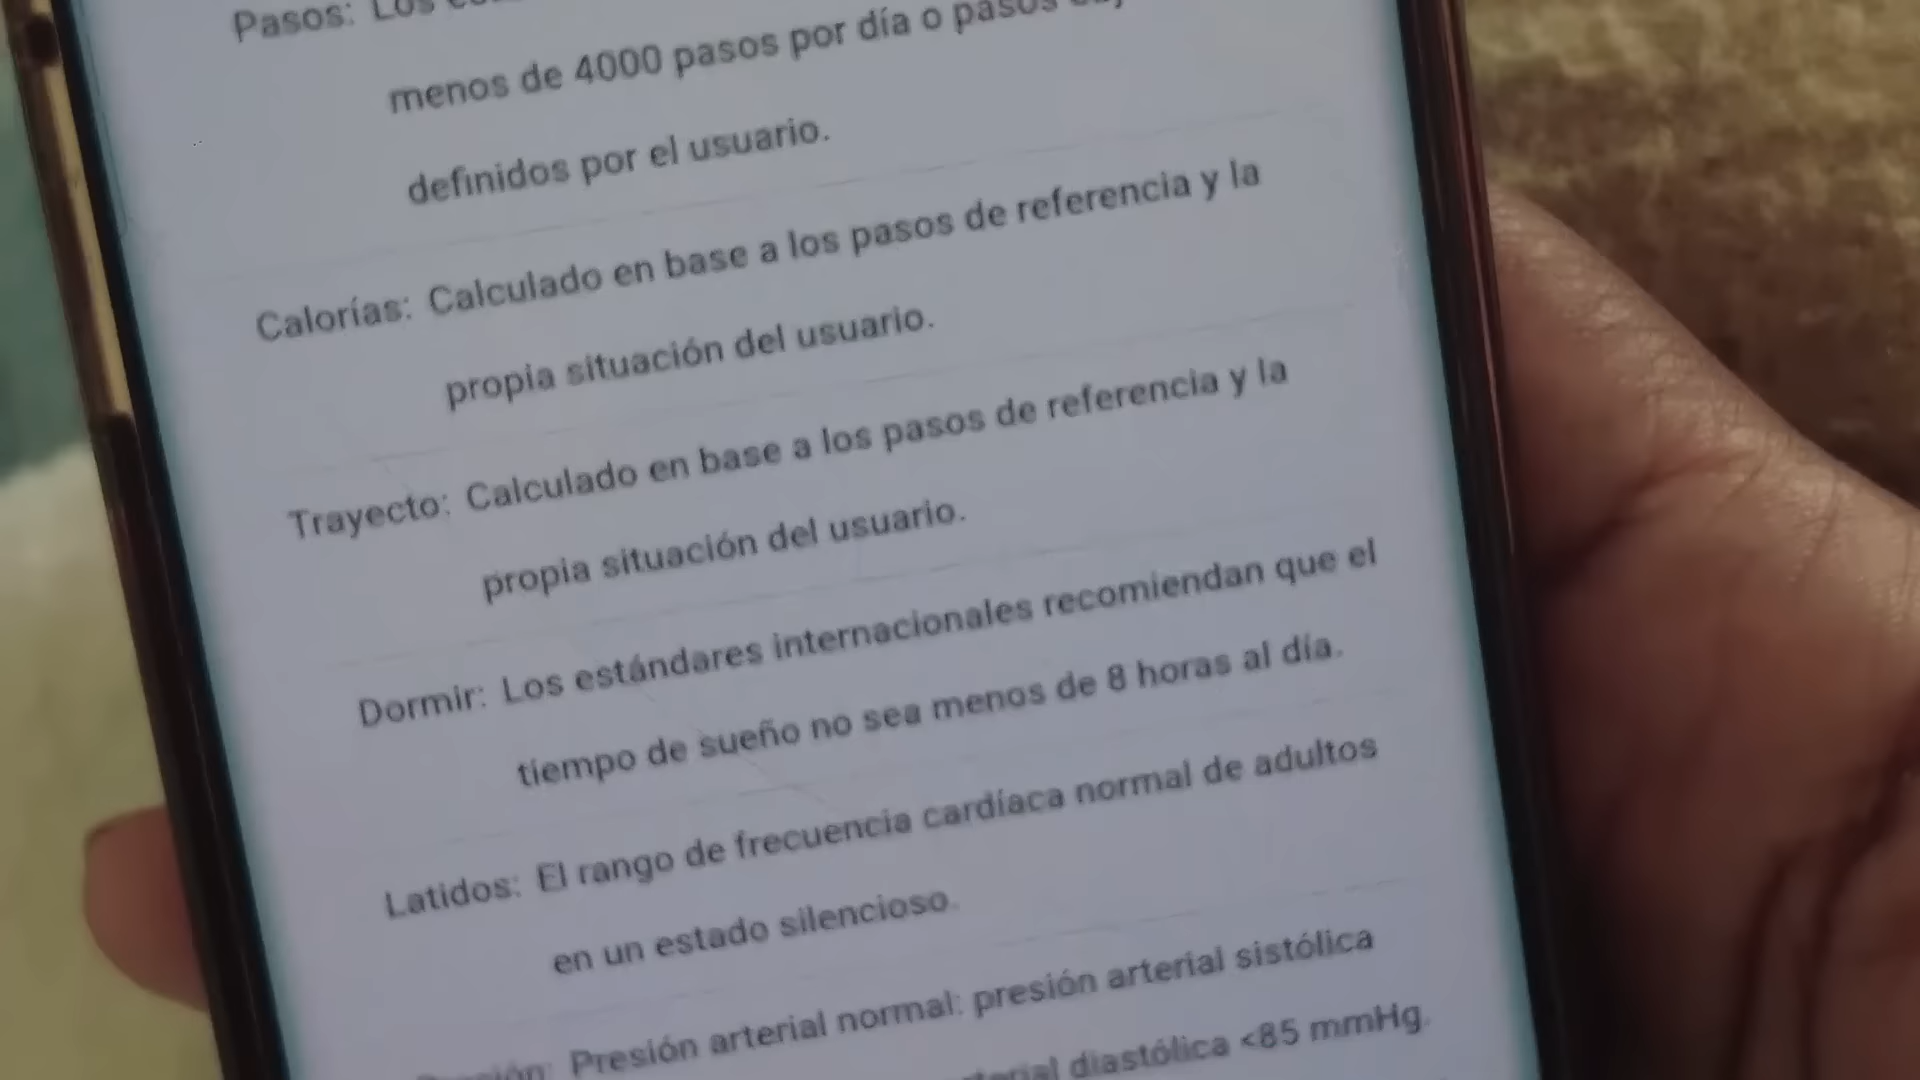 Pasos: Los
menos de 4000 pasos por día o pasos
definidos por el usuario.
Calorías: Calculado en base a los pasos de referencia y la
propia situación del usuario.
Trayecto: Calculado en base a los pasos de referencia y la
propia situación del usuario.
Dormir: Los estándares internacionales recomiendan que el
tiempo de sueño no sea menos de 8 horas al día.
Latidos: El rango de frecuencia cardíaca normal de adultos
en un estado silencioso.
Presión arterial normal: presión arterial sistólica
diastólica <85 mmHg.